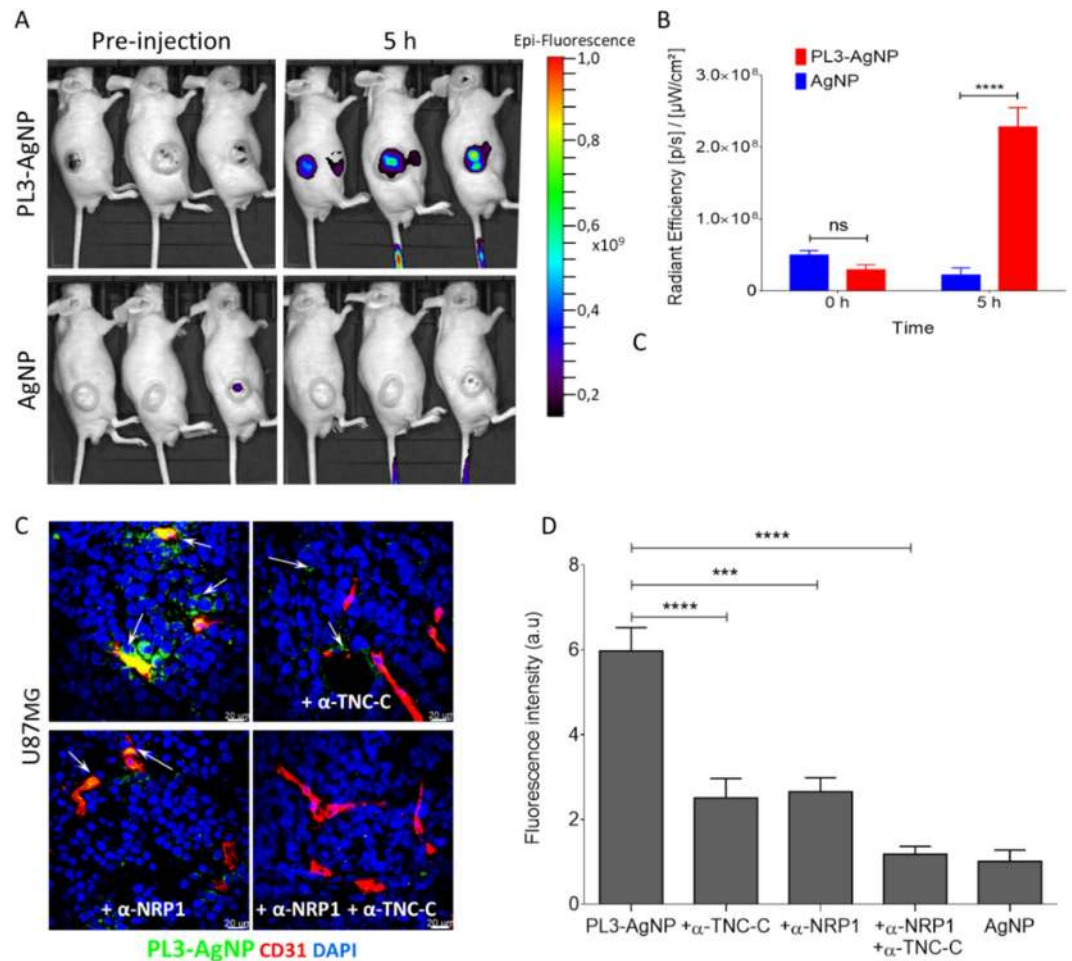 A
Pre-injection
5 h
Epi-Fluorescence
PL3-AgNP
AgNP
1,0
0,8
0,6
x10⁹
0,4
0,2
B
PL3-AgNP
AgNP
Radiant Efficiency [p/s] / [µW/cm²]
3.0×10⁸
2.0×10⁸
1.0×10⁸
0
ns
****
0 h
5 h
Time
C
C
U87MG
20 µm
+ α-TNC-C
20 µm
+ α-NRP1
20 µm
+ α-NRP1 + α-TNC-C
20 µm
PL3-AgNP CD31 DAPI
D
Fluorescence intensity (a.u)
8
6
4
2
0
****
***
****
PL3-AgNP
+α-TNC-C
+α-NRP1
+α-NRP1
+α-TNC-C
AgNP